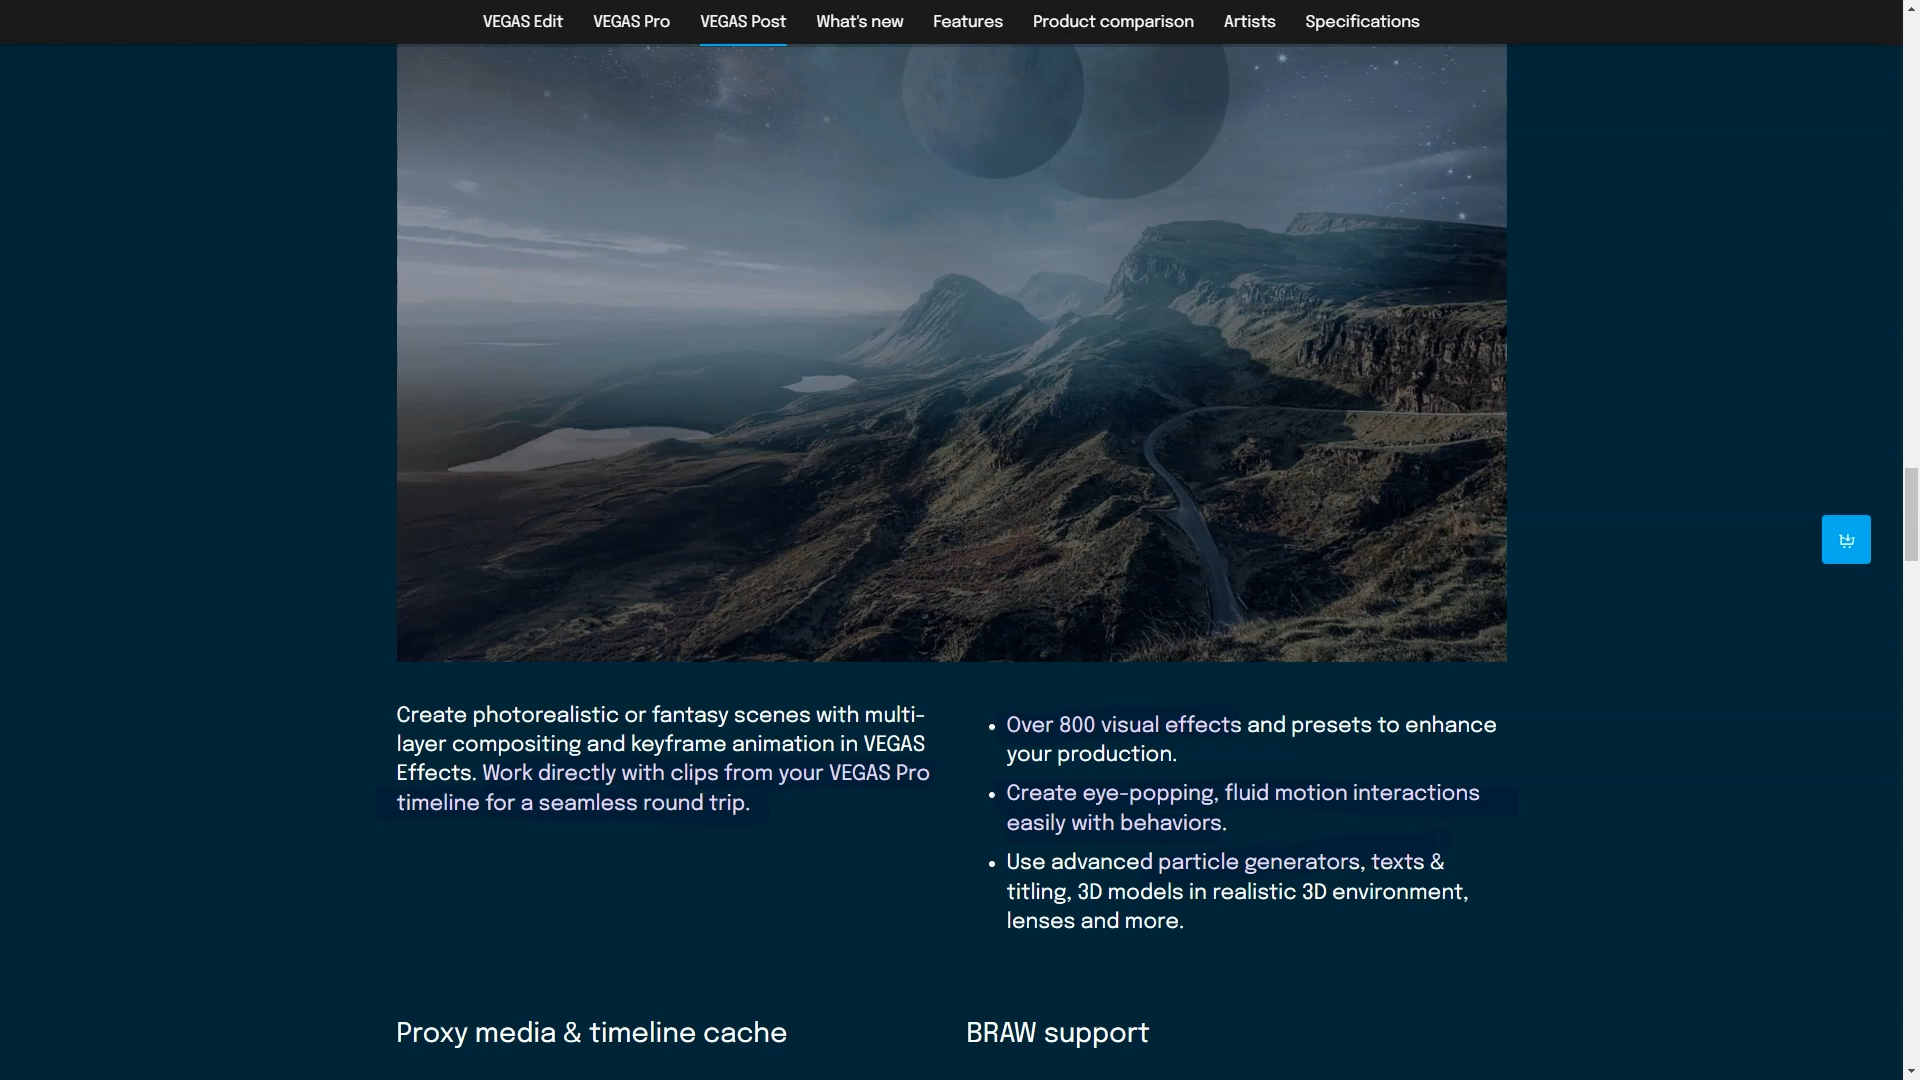 VEGAS Edit VEGAS Pro VEGAS Post What's new Features Product comparison Artists Specifications
Create photorealistic or fantasy scenes with multi-
layer compositing and keyframe animation in VEGAS
Effects. Work directly with clips from your VEGAS Pro
timeline for a seamless round trip.
• Over 800 visual effects and presets to enhance
your production.
• Create eye-popping, fluid motion interactions
easily with behaviors.
• Use advanced particle generators, texts &
titling, 3D models in realistic 3D environment,
lenses and more.
Proxy media & timeline cache
BRAW support